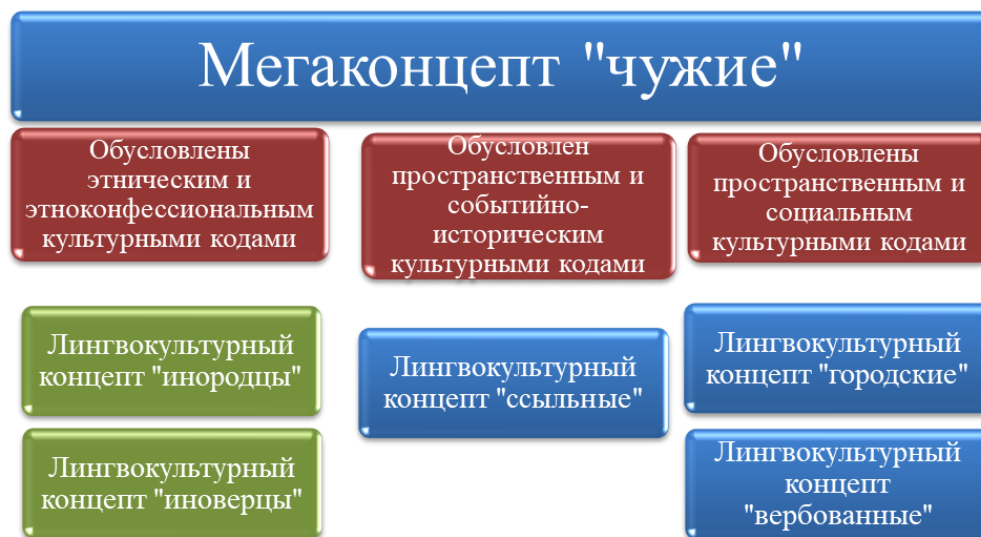 Мегаконцепт "чужие"
Обусловлены
этническим и
этноконфессиональным
культурными кодами
Обусловлен
пространственным и
событийно-
историческим
культурными кодами
Обусловлены
пространственным и
социальным
культурными кодами
Лингвокультурный
концепт "инородцы"
Лингвокультурный
концепт "иноверцы"
Лингвокультурный
концепт "ссыльные"
Лингвокультурный
концепт "городские"
Лингвокультурный
концепт
"вербованные"